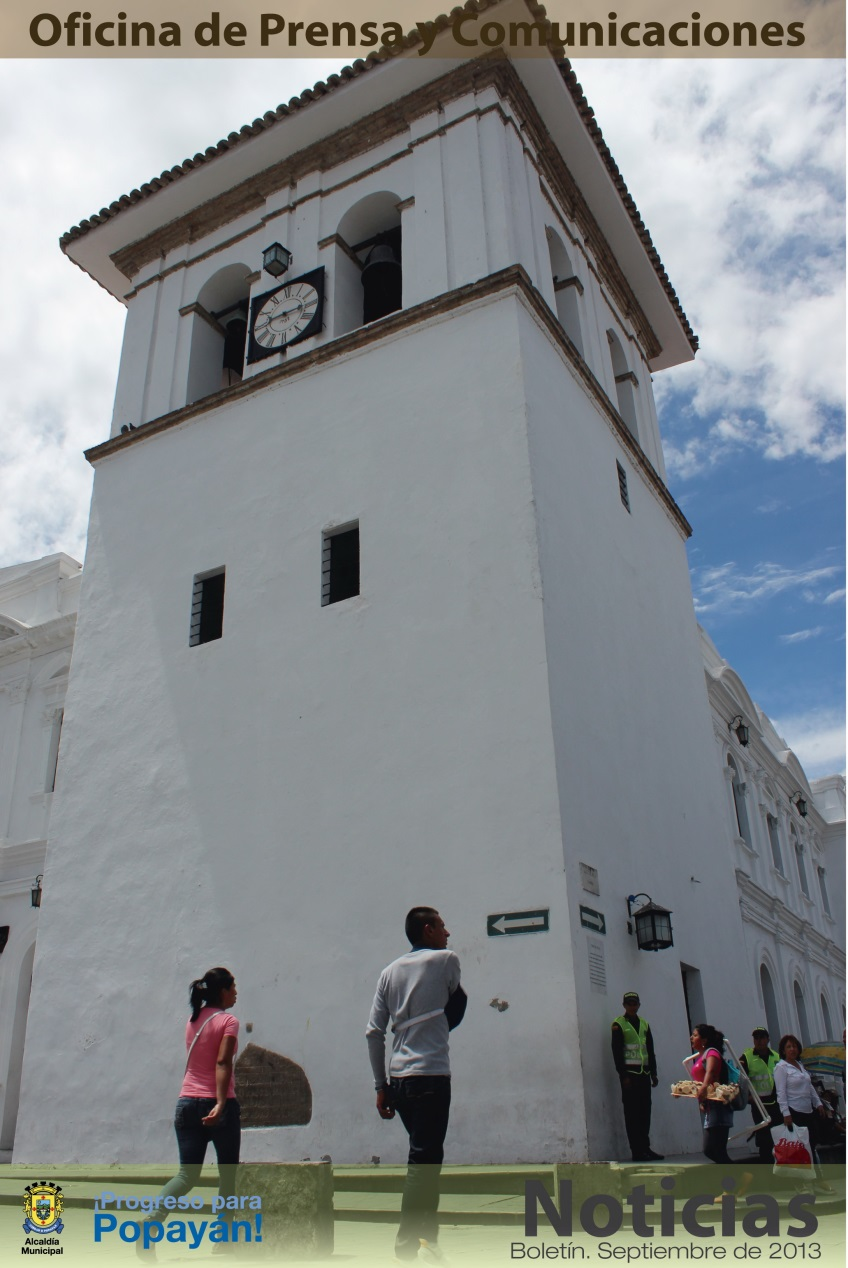 Oficina de Prensa y Comunicaciones
Alcaldía
Municipal
¡Progreso para
Popayán!
Noticias
Boletín. Septiembre de 2013